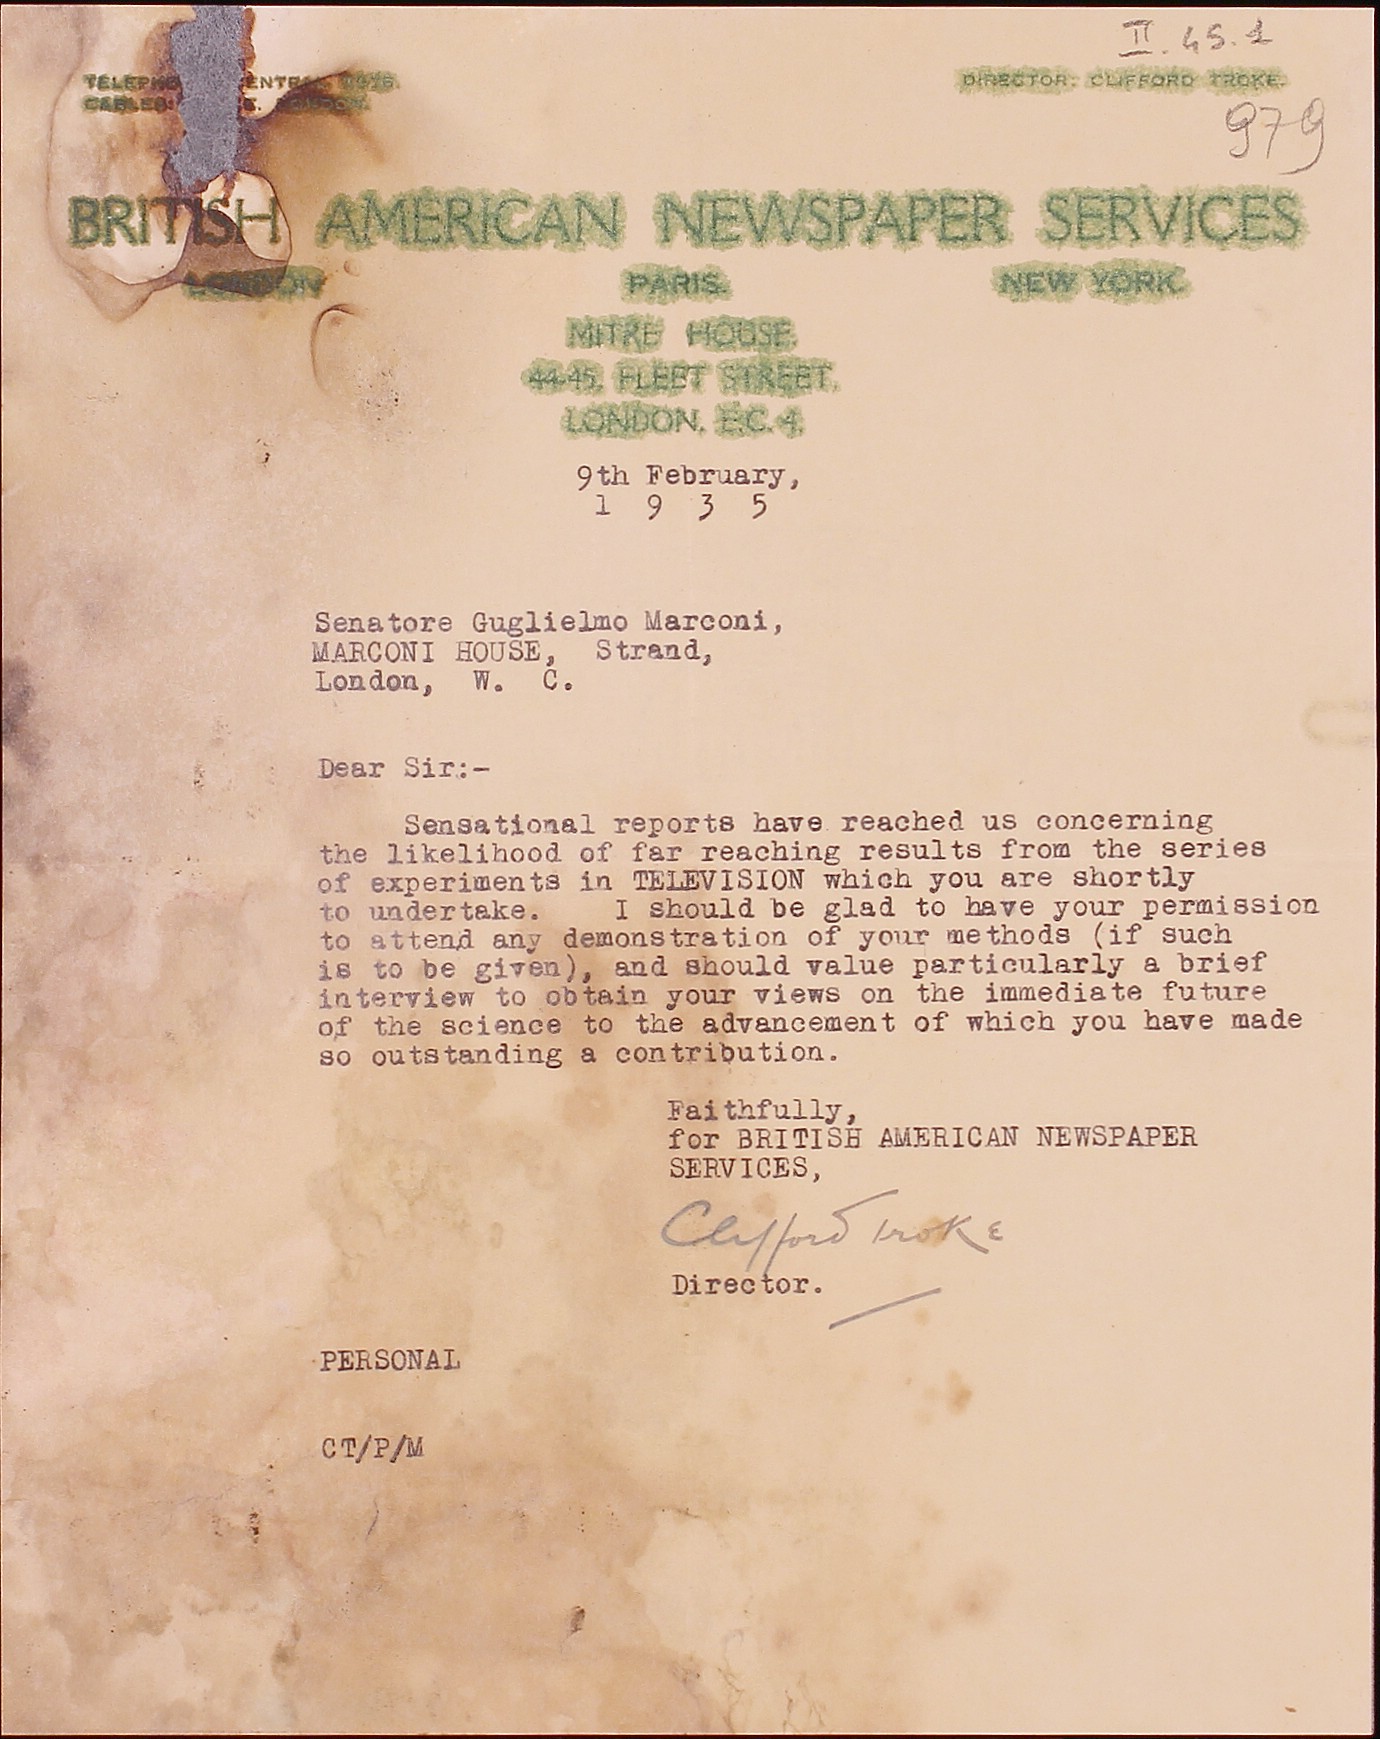 II. 45. 1
DIRECTOR: CLIFFORD TROKE.
979
BRITISH AMERICAN NEWSPAPER SERVICES
LONDON PARIS. NEW YORK.
MITRE HOUSE.
44-45, FLEET STREET.
LONDON. E.C. 4.
9th February,
1 9 3 5
Senatore Guglielmo Marconi,
MARCONI HOUSE, Strand,
London, W. C.
Dear Sir:-
Sensational reports have reached us concerning
the likelihood of far reaching results from the series
of experiments in TELEVISION which you are shortly
to undertake. I should be glad to have your permission
to attend any demonstration of your methods (if such
is to be given), and should value particularly a brief
interview to obtain your views on the immediate future
of the science to the advancement of which you have made
so outstanding a contribution.
Faithfully,
for BRITISH AMERICAN NEWSPAPER
SERVICES,
Clifford Troke
Director.
PERSONAL
CT/P/M